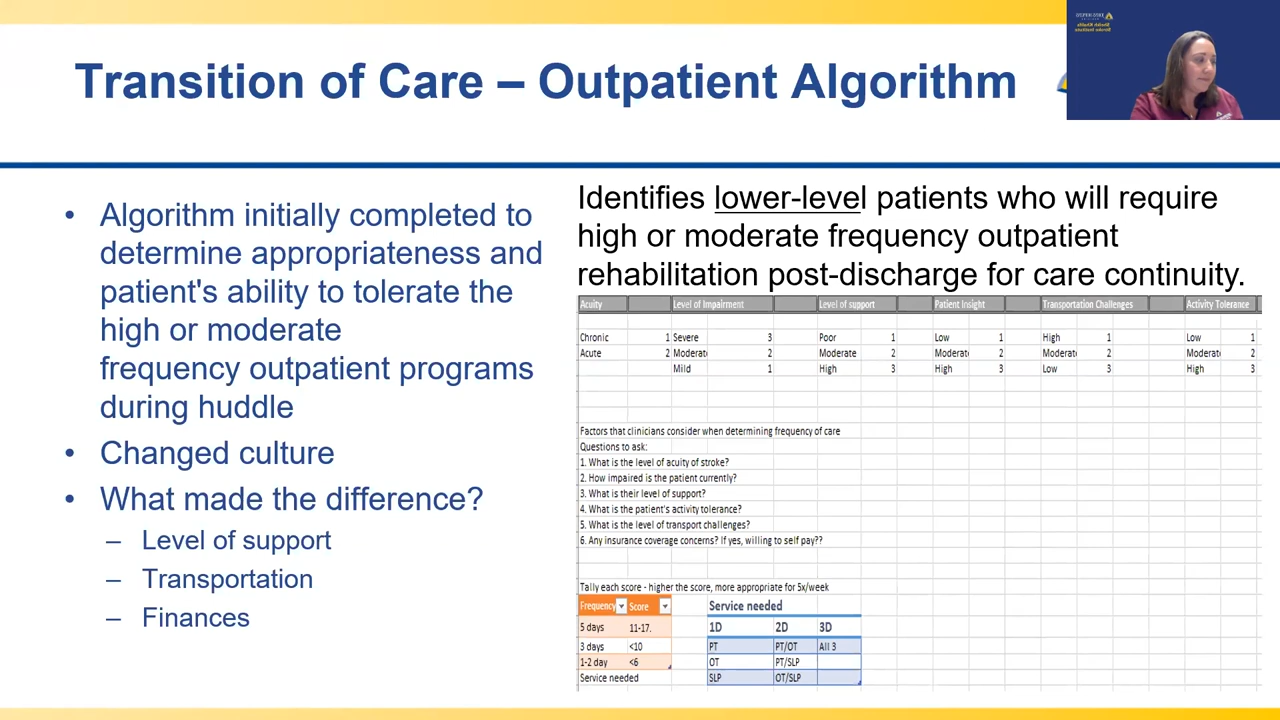 Transition of Care – Outpatient Algorithm
• Algorithm initially completed to
determine appropriateness and
patient's ability to tolerate the
high or moderate
frequency outpatient programs
during huddle
• Changed culture
• What made the difference?
– Level of support
– Transportation
– Finances
Identifies lower-level patients who will require
high or moderate frequency outpatient
rehabilitation post-discharge for care continuity.
Acuity Level of Impairment Level of support Patient Insight Transportation Challenges Activity Tolerance
Chronic 1 Severe 3 Poor 1 Low 1 High 1 Low 1
Acute 2 Moderat 2 Moderate 2 Moderat 2 Moderat 2 Moderat 2
Mild 1 High 3 High 3 Low 3 High 3
Factors that clinicians consider when determining frequency of care
Questions to ask:
1. What is the level of acuity of stroke?
2. How impaired is the patient currently?
3. What is their level of support?
4. What is the patient's activity tolerance?
5. What is the level of transport challenges?
6. Any insurance coverage concerns? If yes, willing to self pay??
Tally each score - higher the score, more appropriate for 5x/week
Frequency Score
5 days 11-17.
3 days <10
1-2 day <6
Service needed
Service needed
1D 2D 3D
PT PT/OT All 3
OT PT/SLP
SLP OT/SLP